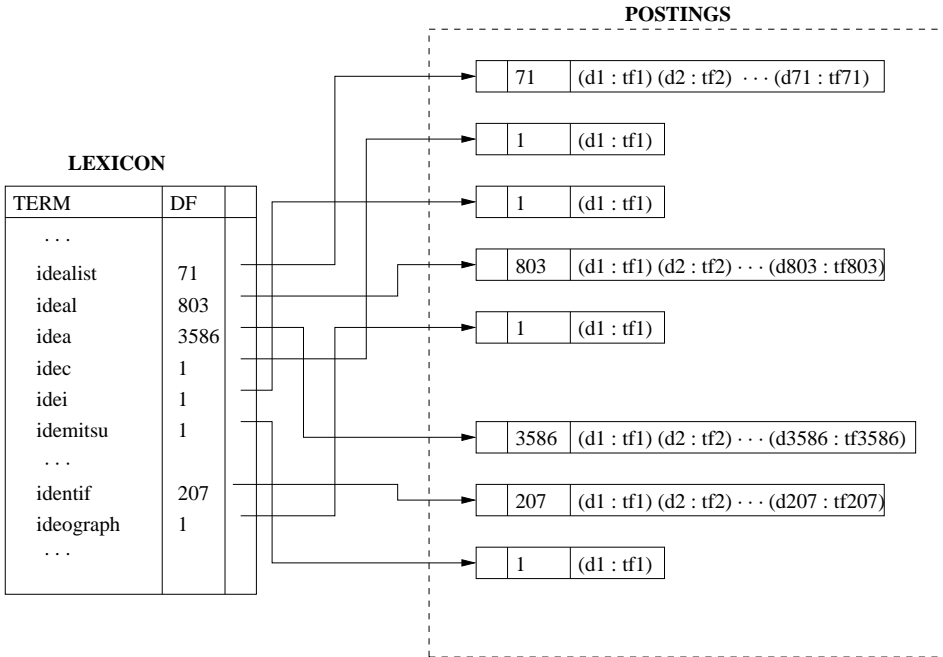 POSTINGS
71 (d1 : tf1) (d2 : tf2) · · · (d71 : tf71)
1 (d1 : tf1)
LEXICON
TERM DF
1 (d1 : tf1)
. . .
idealist 71
803 (d1 : tf1) (d2 : tf2) · · · (d803 : tf803)
ideal 803
idea 3586
1 (d1 : tf1)
idec 1
idei 1
idemitsu 1
3586 (d1 : tf1) (d2 : tf2) · · · (d3586 : tf3586)
. . .
identif 207
207 (d1 : tf1) (d2 : tf2) · · · (d207 : tf207)
ideograph 1
. . .
1 (d1 : tf1)